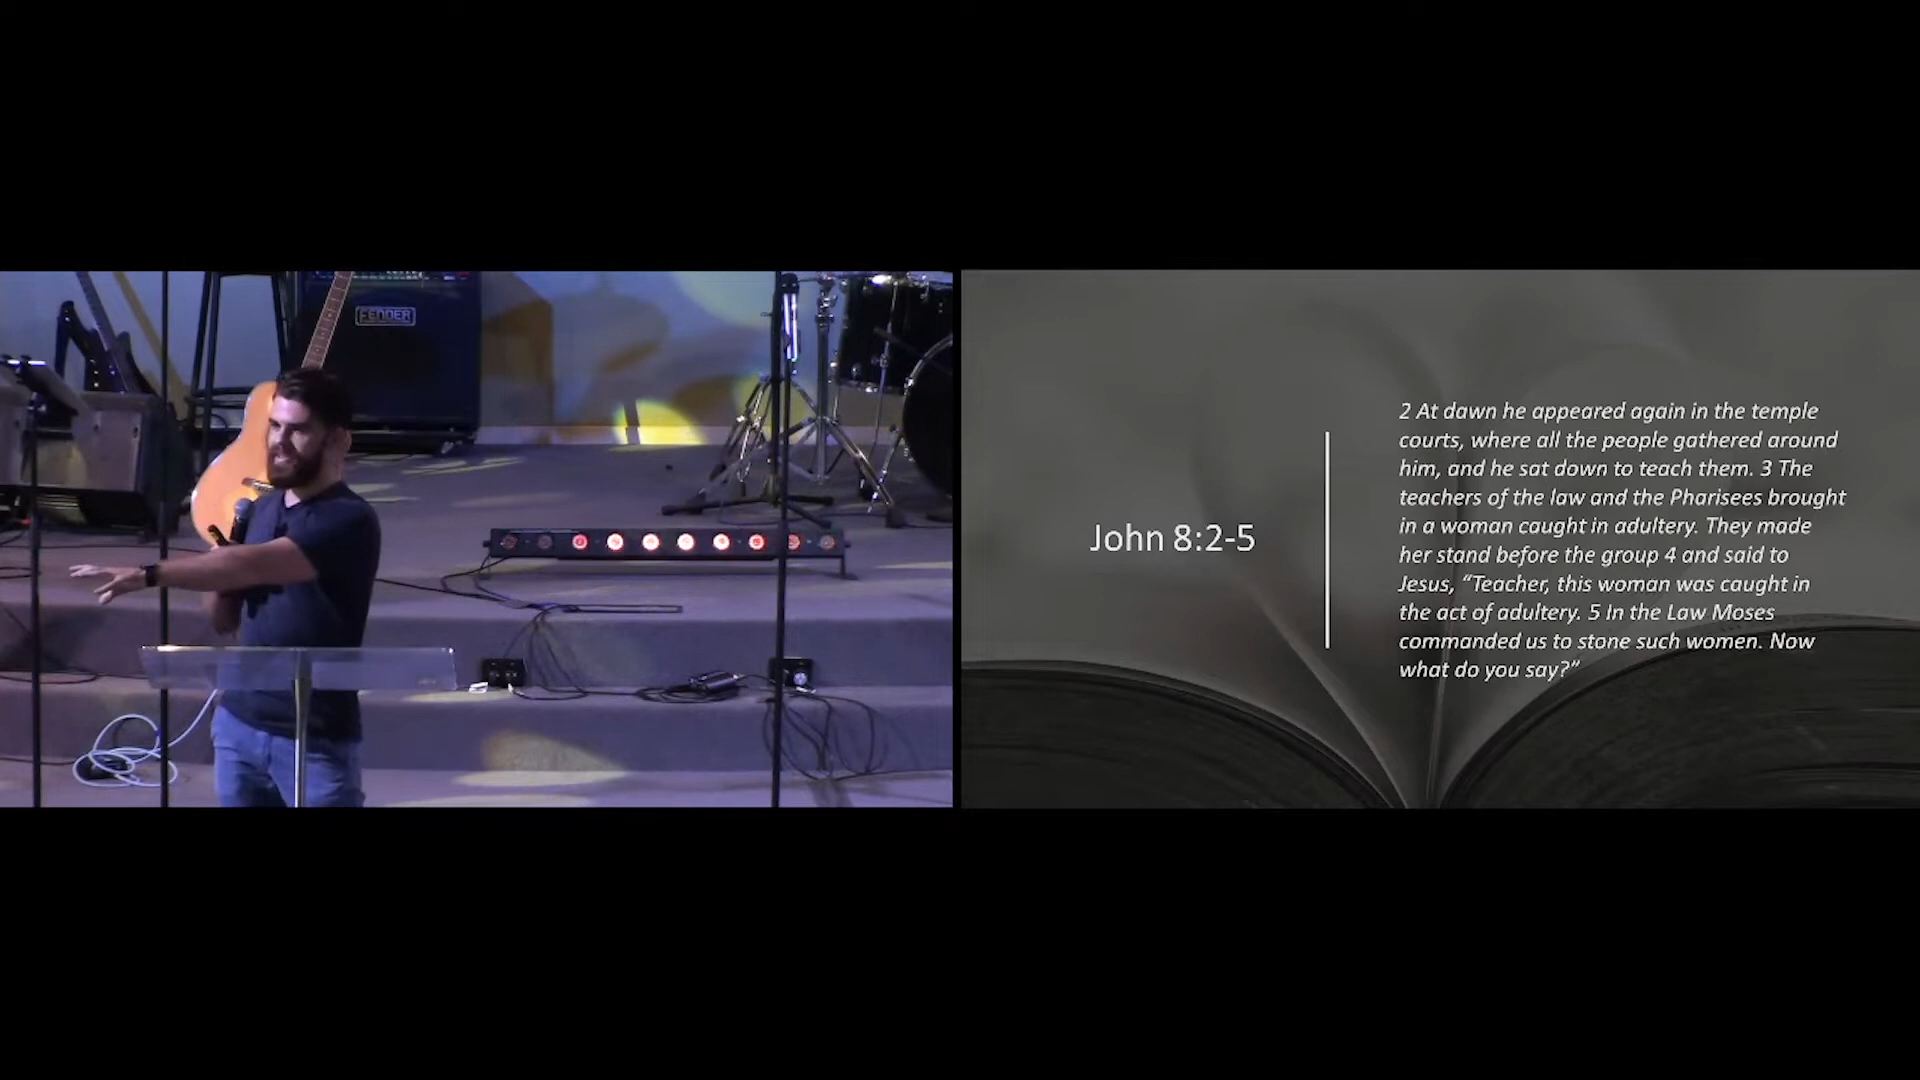 FENDER
John 8:2-5
2 At dawn he appeared again in the temple
courts, where all the people gathered around
him, and he sat down to teach them. 3 The
teachers of the law and the Pharisees brought
in a woman caught in adultery. They made
her stand before the group 4 and said to
Jesus, “Teacher, this woman was caught in
the act of adultery. 5 In the Law Moses
commanded us to stone such women. Now
what do you say?”